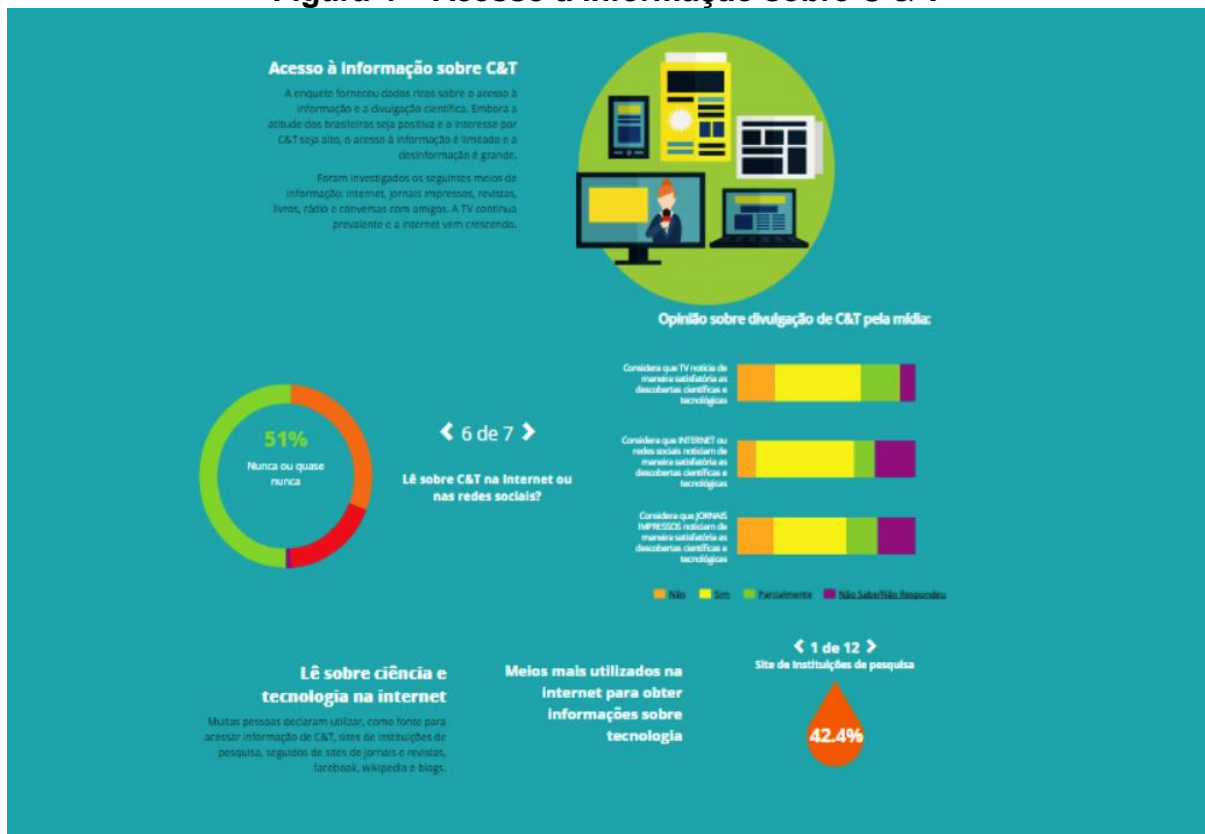 Acesso à informação sobre C&T
A enquete forneceu dados ricos sobre o acesso à
informação e a divulgação científica. Embora a
atitude dos brasileiros seja positiva e o interesse por
C&T seja alto, o acesso à informação é limitado e a
desinformação é grande.
Foram investigados os seguintes meios de
informação: internet, jornais impressos, revistas,
livros, rádio e conversas com amigos. A TV continua
prevalente e a internet vem crescendo.
Opinião sobre divulgação de C&T pela mídia:
Considera que TV noticia de
maneira satisfatória as
descobertas científicas e
tecnológicas
Considera que INTERNET ou
redes sociais noticiam de
maneira satisfatória as
descobertas científicas e
tecnológicas
Considera que JORNAIS
IMPRESSOS noticiam de
maneira satisfatória as
descobertas científicas e
tecnológicas
Não Sim Parcialmente Não Sabe/Não Respondeu
51%
Nunca ou quase
nunca
6 de 7
Lê sobre C&T na Internet ou
nas redes sociais?
Lê sobre ciência e
tecnologia na internet
Muitas pessoas declaram utilizar, como fonte para
acessar informação de C&T, sites de instituições de
pesquisa, seguidos de sites de jornais e revistas,
facebook, wikipedia e blogs.
Meios mais utilizados na
internet para obter
informações sobre
tecnologia
1 de 12
Site de instituições de pesquisa
42.4%